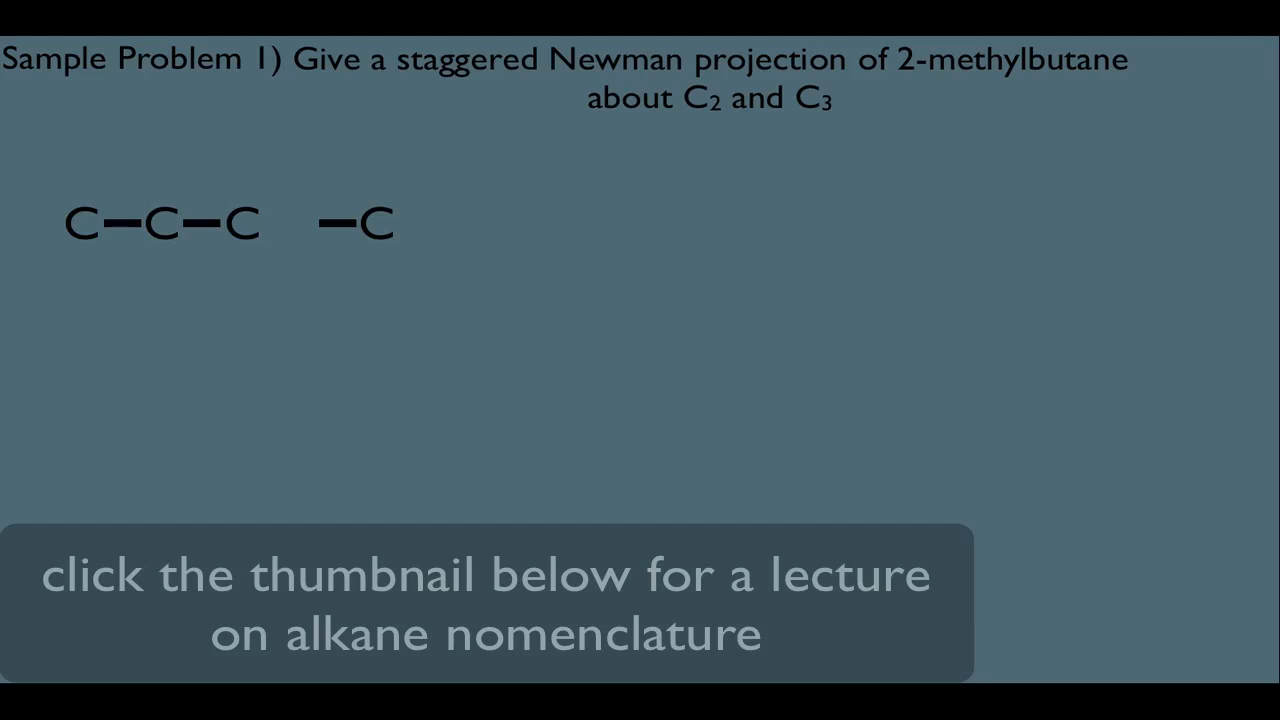 Sample Problem 1) Give a staggered Newman projection of 2-methylbutane
about C₂ and C₃
C—C—C —C
click the thumbnail below for a lecture
on alkane nomenclature